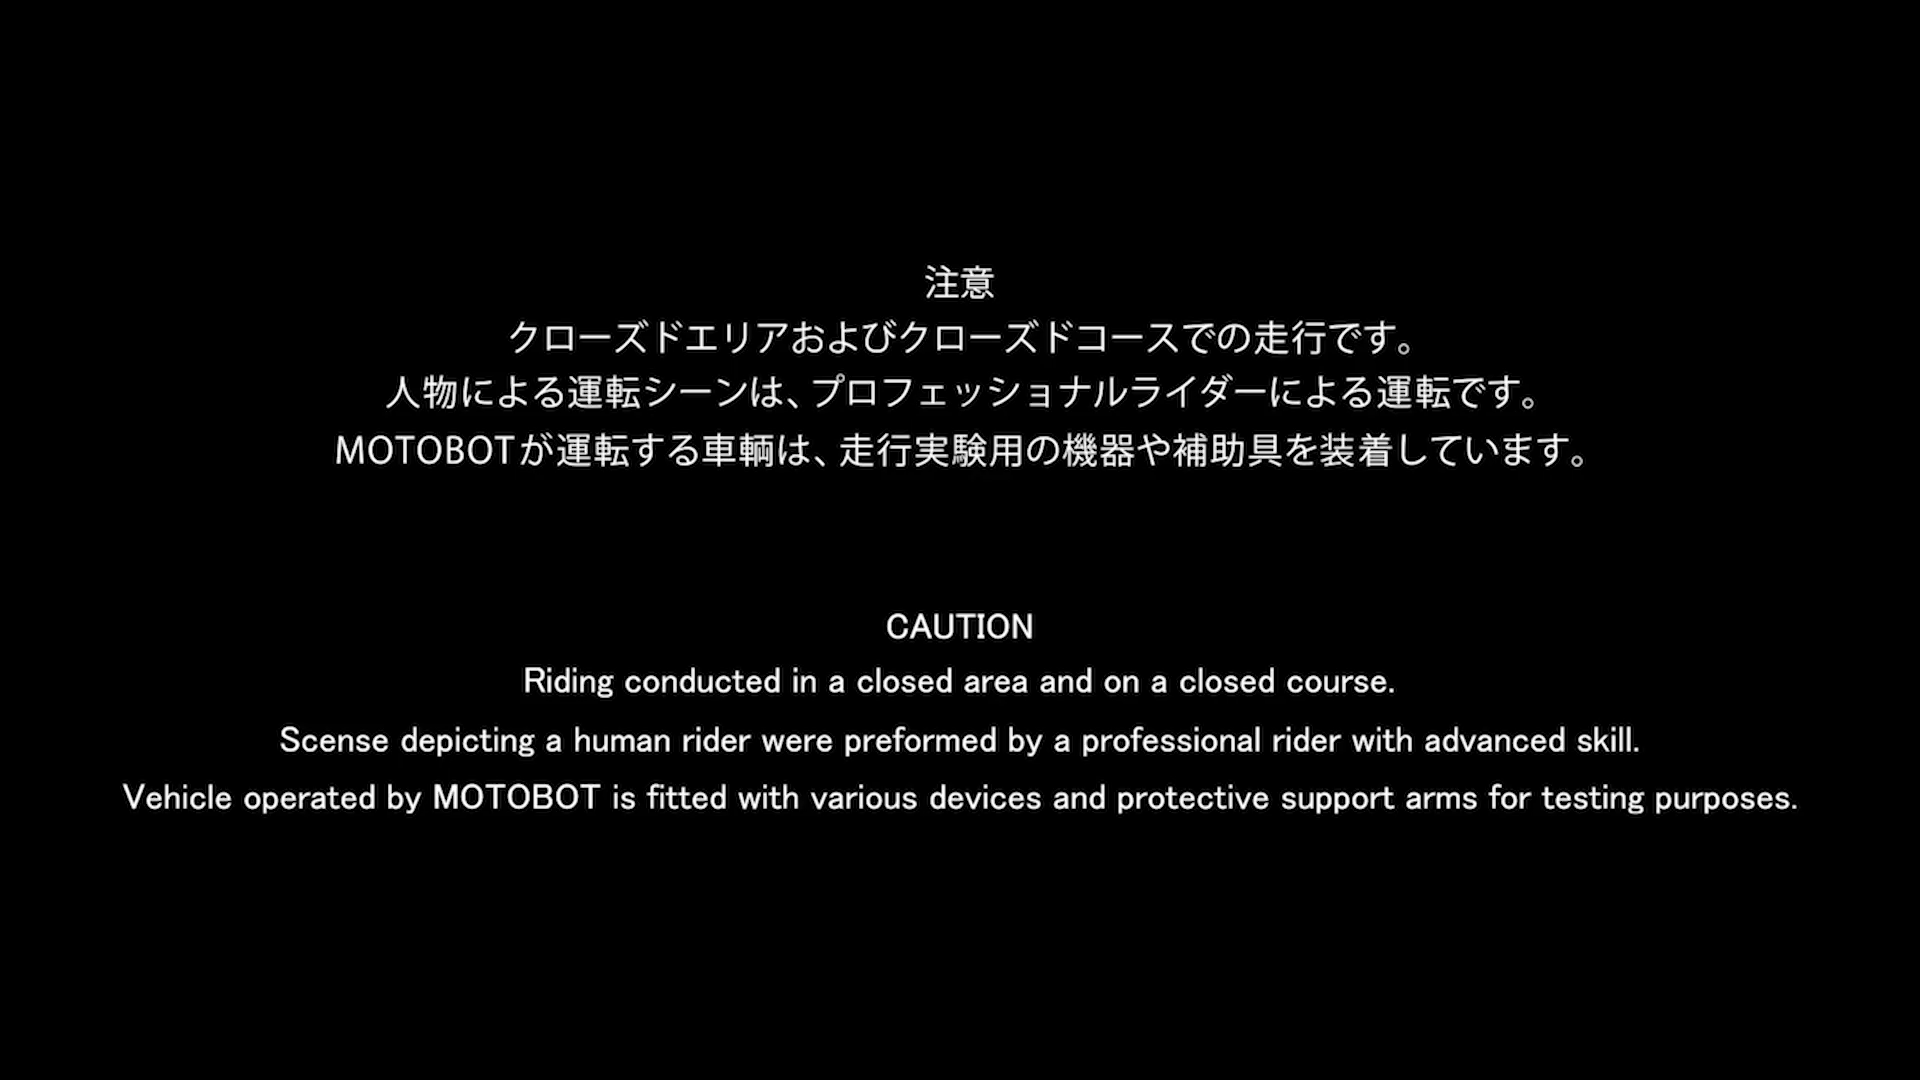 注意
クローズドエリアおよびクローズドコースでの走行です。
人物による運転シーンは、プロフェッショナルライダーによる運転です。
MOTOBOTが運転する車輌は、走行実験用の機器や補助具を装着しています。
CAUTION
Riding conducted in a closed area and on a closed course.
Scense depicting a human rider were preformed by a professional rider with advanced skill.
Vehicle operated by MOTOBOT is fitted with various devices and protective support arms for testing purposes.